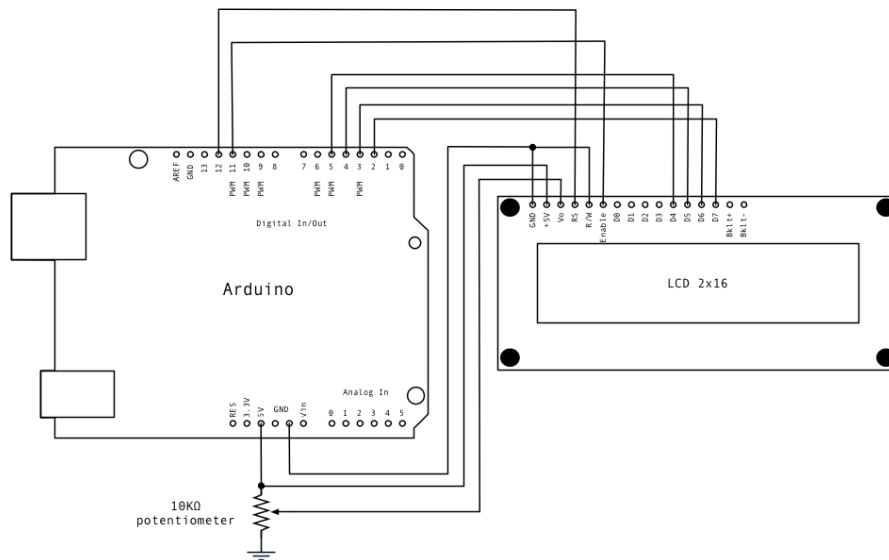 AREF
GND
13
12
11
10
9
8
7
6
5
4
3
2
1
0
PWM
PWM
PWM
PWM
PWM
PWM
Digital In/Out
Arduino
Analog In
RES
3.3V
5V
GND
Vin
0
1
2
3
4
5
10KΩ
potentiometer
GND
+5V
Vo
RS
R/W
Enable
D0
D1
D2
D3
D4
D5
D6
D7
Bklt+
Bklt-
LCD 2x16